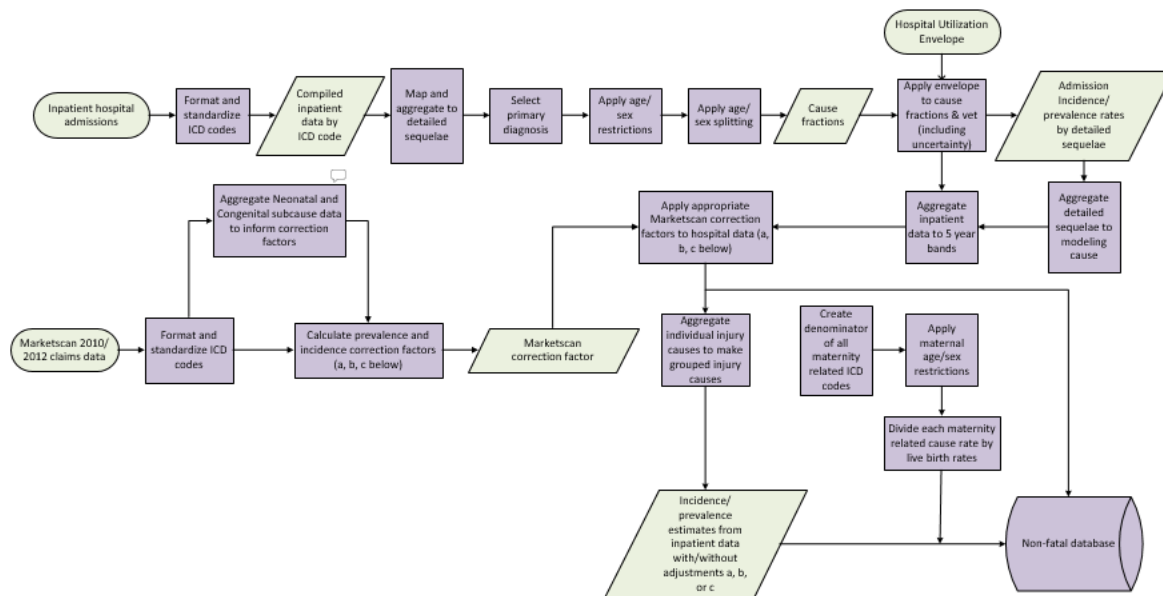 Hospital Utilization
Envelope
Inpatient hospital
admissions
Format and
standardize ICD
codes
Compiled
inpatient
data by
ICD code
Map and
aggregate to
detailed
sequelae
Select
primary
diagnosis
Apply age/
sex
restrictions
Apply age/
sex splitting
Cause
fractions
Apply envelope
to cause
fractions & vet
(including
uncertainty)
Admission
Incidence/
prevalence rates
by detailed
sequelae
Aggregate Neonatal and
Congenital subcause data
to inform correction
factors
Apply appropriate
Marketscan correction
factors to hospital data (a,
b, c below)
Aggregate
inpatient
data to 5 year
bands
Aggregate
detailed
sequelae to
modeling
cause
Marketscan 2010/
2012 claims data
Format and
standardize ICD
codes
Calculate prevalence and
incidence correction factors
(a, b, c below)
Marketscan
correction factor
Aggregate
individual injury
causes to make
grouped injury
causes
Create
denominator
of all
maternity
related ICD
codes
Apply
maternal
age/sex
restrictions
Divide each maternity
related cause rate by
live birth rates
Incidence/
prevalence
estimates from
inpatient data
with/without
adjustments a, b,
or c
Non-fatal database